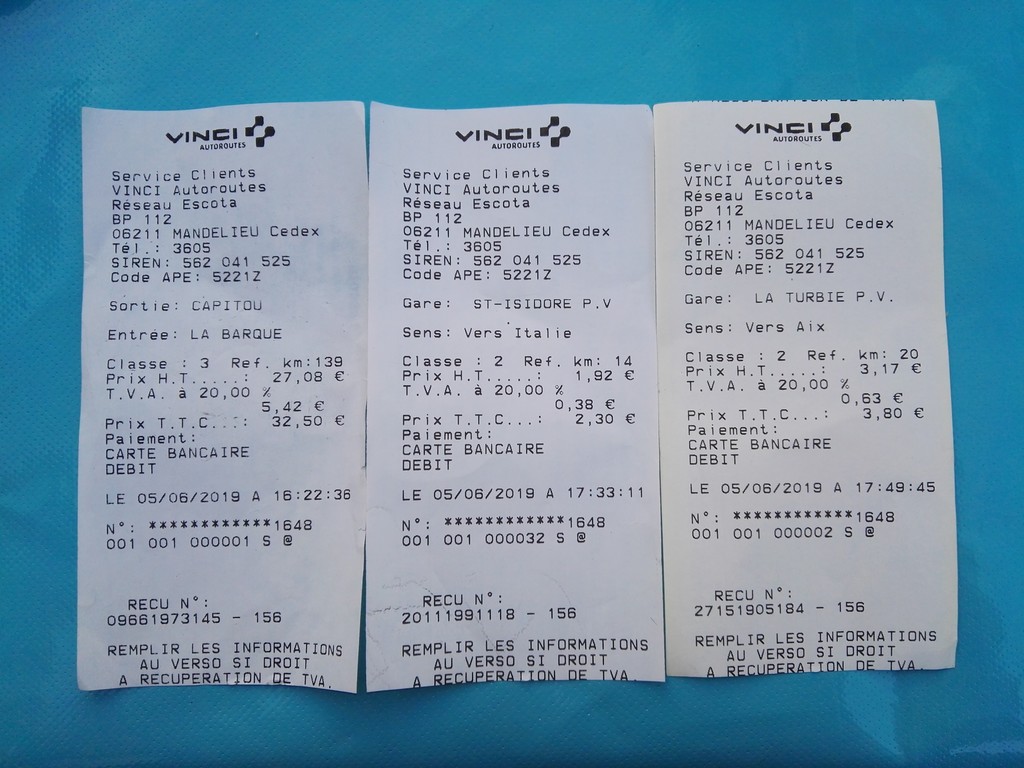 VINCI
AUTOROUTES
Service Clients
VINCI Autoroutes
Réseau Escota
BP 112
06211 MANDELIEU Cedex
Tél.: 3605
SIREN: 562 041 525
Code APE: 5221Z
Sortie: CAPITOU
Entrée: LA BARQUE
Classe : 3 Ref. km:139
Prix H.T.....: 27,08 €
T.V.A. à 20,00 %
5,42 €
Prix T.T.C...: 32,50 €
Paiement:
CARTE BANCAIRE
DEBIT
LE 05/06/2019 A 16:22:36
N°: ************1648
001 001 000001 S @
RECU N°:
09661973145 - 156
REMPLIR LES INFORMATIONS
AU VERSO SI DROIT
A RECUPERATION DE TVA.
VINCI
AUTOROUTES
Service Clients
VINCI Autoroutes
Réseau Escota
BP 112
06211 MANDELIEU Cedex
Tél.: 3605
SIREN: 562 041 525
Code APE: 5221Z
Gare: ST-ISIDORE P.V
Sens: Vers Italie
Classe : 2 Ref. km: 14
Prix H.T.....: 1,92 €
T.V.A. à 20,00 %
0,38 €
Prix T.T.C...: 2,30 €
Paiement:
CARTE BANCAIRE
DEBIT
LE 05/06/2019 A 17:33:11
N°: ************1648
001 001 000032 S @
RECU N°:
20111991118 - 156
REMPLIR LES INFORMATIONS
AU VERSO SI DROIT
A RECUPERATION DE TVA.
A RECUPERATION DE TVA.
VINCI
AUTOROUTES
Service Clients
VINCI Autoroutes
Réseau Escota
BP 112
06211 MANDELIEU Cedex
Tél.: 3605
SIREN: 562 041 525
Code APE: 5221Z
Gare: LA TURBIE P.V.
Sens: Vers Aix
Classe : 2 Ref. km: 20
Prix H.T.....: 3,17 €
T.V.A. à 20,00 %
0,63 €
Prix T.T.C...: 3,80 €
Paiement:
CARTE BANCAIRE
DEBIT
LE 05/06/2019 A 17:49:45
N°: ************1648
001 001 000002 S @
RECU N°:
27151905184 - 156
REMPLIR LES INFORMATIONS
AU VERSO SI DROIT
A RECUPERATION DE TVA.